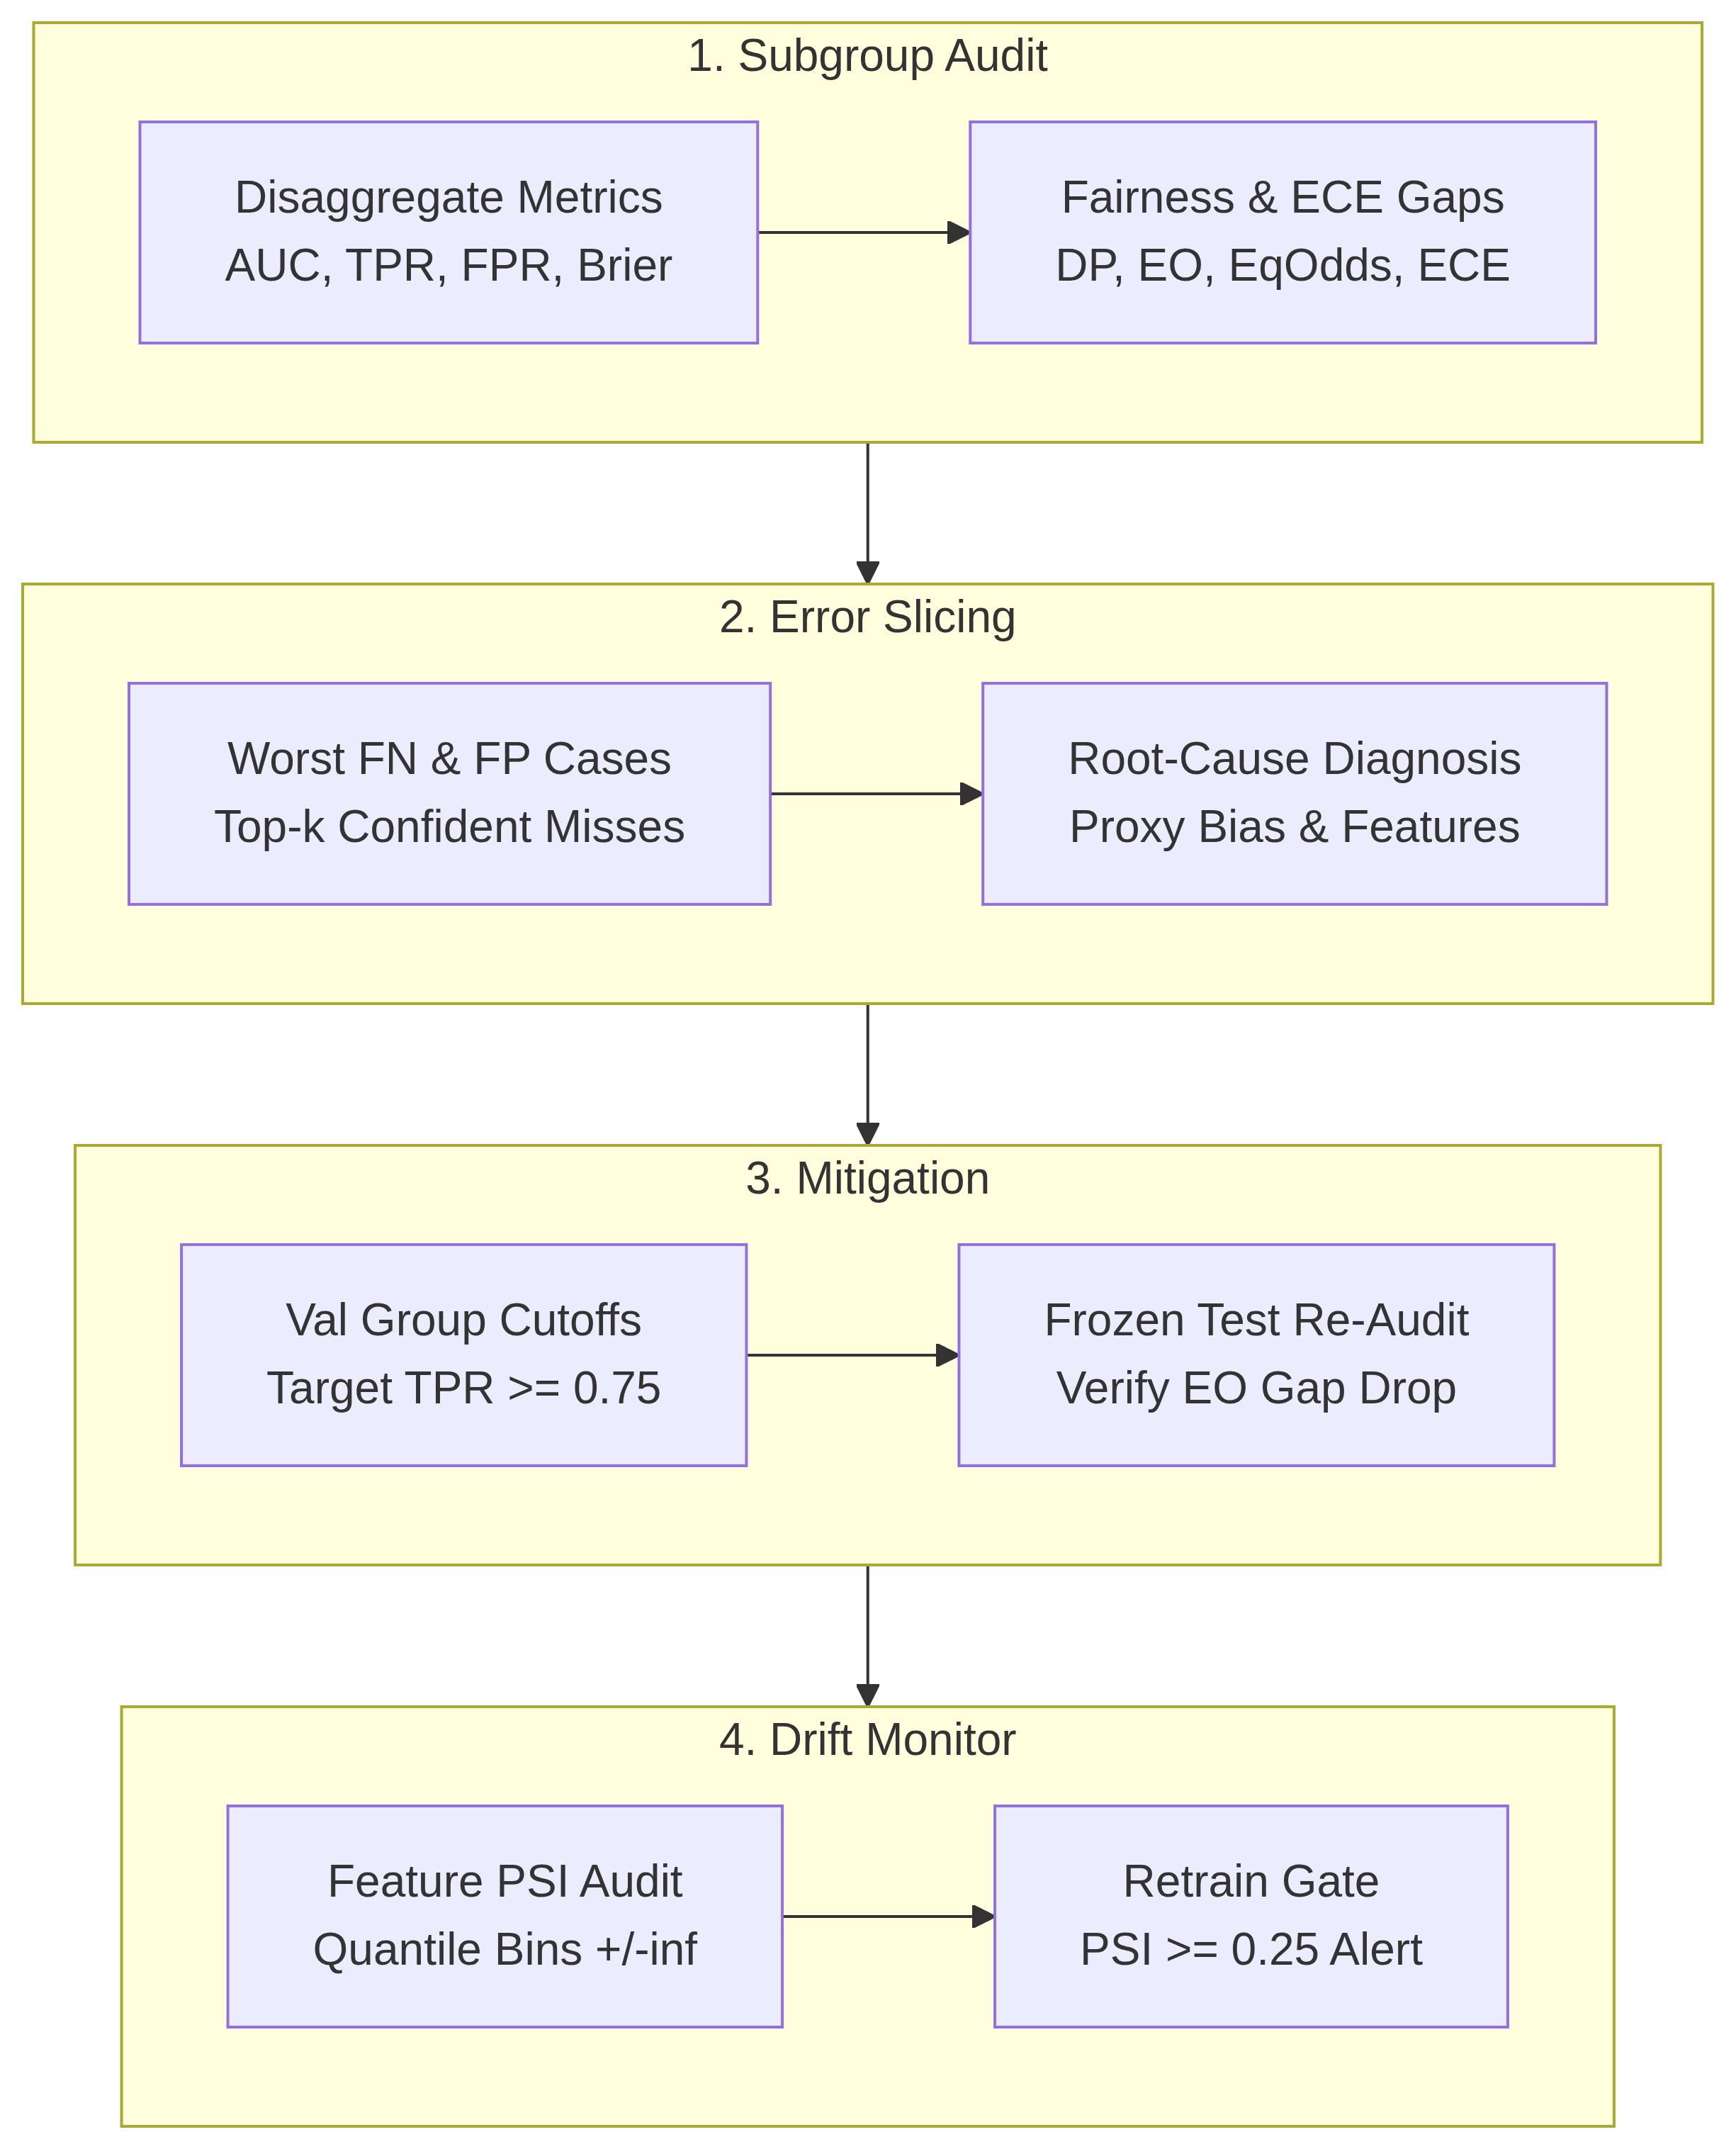 1. Subgroup Audit
Disaggregate Metrics
AUC, TPR, FPR, Brier
Fairness & ECE Gaps
DP, EO, EqOdds, ECE
2. Error Slicing
Worst FN & FP Cases
Top-k Confident Misses
Root-Cause Diagnosis
Proxy Bias & Features
3. Mitigation
Val Group Cutoffs
Target TPR >= 0.75
Frozen Test Re-Audit
Verify EO Gap Drop
4. Drift Monitor
Feature PSI Audit
Quantile Bins +/-inf
Retrain Gate
PSI >= 0.25 Alert